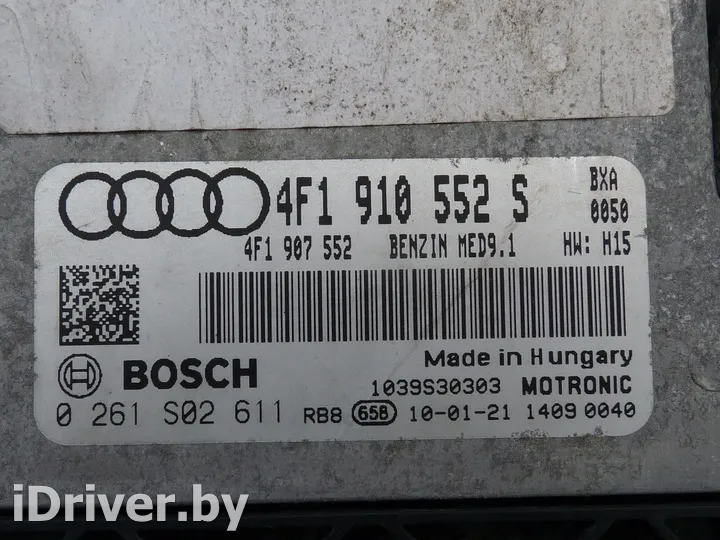 4F1 910 552 S BXA 0050
4F1 907 552 BENZIN MED9.1 HW: H15
BOSCH Made in Hungary
1039S30303 MOTRONIC
0 261 S02 611 RB8 658 10-01-21 1409 0040
iDriver.by